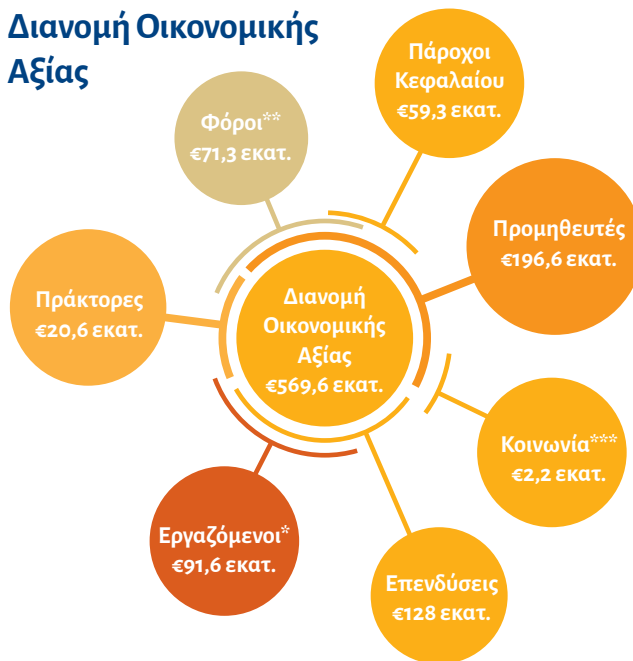 Διανομή Οικονομικής
Αξίας
Πάροχοι
Κεφαλαίου
€59,3 εκατ.
Φόροι**
€71,3 εκατ.
Προμηθευτές
€196,6 εκατ.
Πράκτορες
€20,6 εκατ.
Διανομή
Οικονομικής
Αξίας
€569,6 εκατ.
Κοινωνία***
€2,2 εκατ.
Εργαζόμενοι*
€91,6 εκατ.
Επενδύσεις
€128 εκατ.